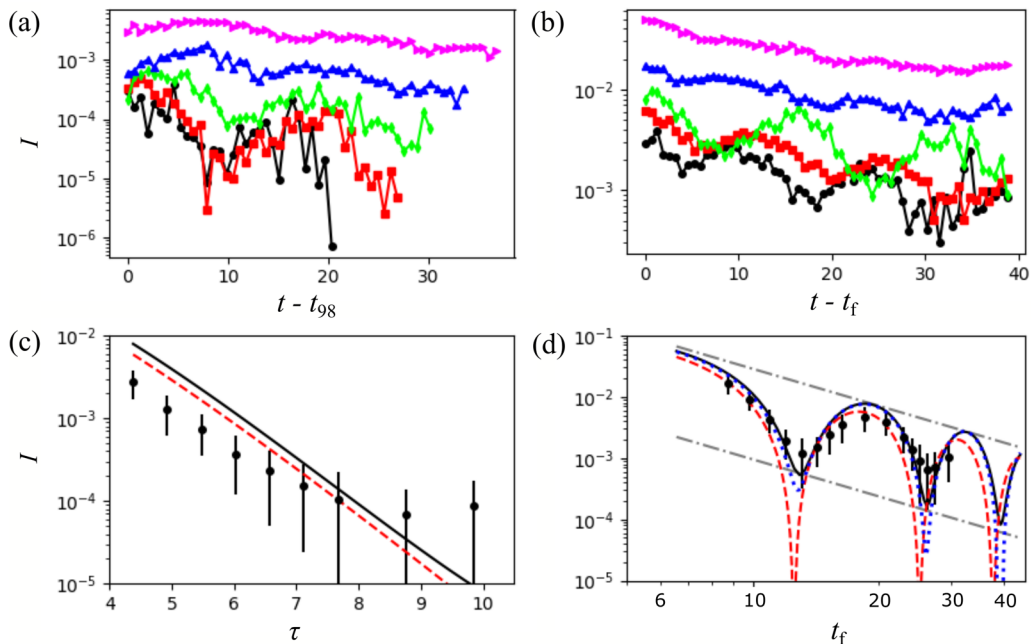 (a)
10⁻³
10⁻⁴
10⁻⁵
10⁻⁶
I
0 10 20 30
t - t₉₈
(b)
10⁻²
10⁻³
0 10 20 30 40
t - t_f
(c)
10⁻²
10⁻³
10⁻⁴
10⁻⁵
I
4 5 6 7 8 9 10
τ
(d)
10⁻¹
10⁻²
10⁻³
10⁻⁴
10⁻⁵
6 10 20 30 40
t_f